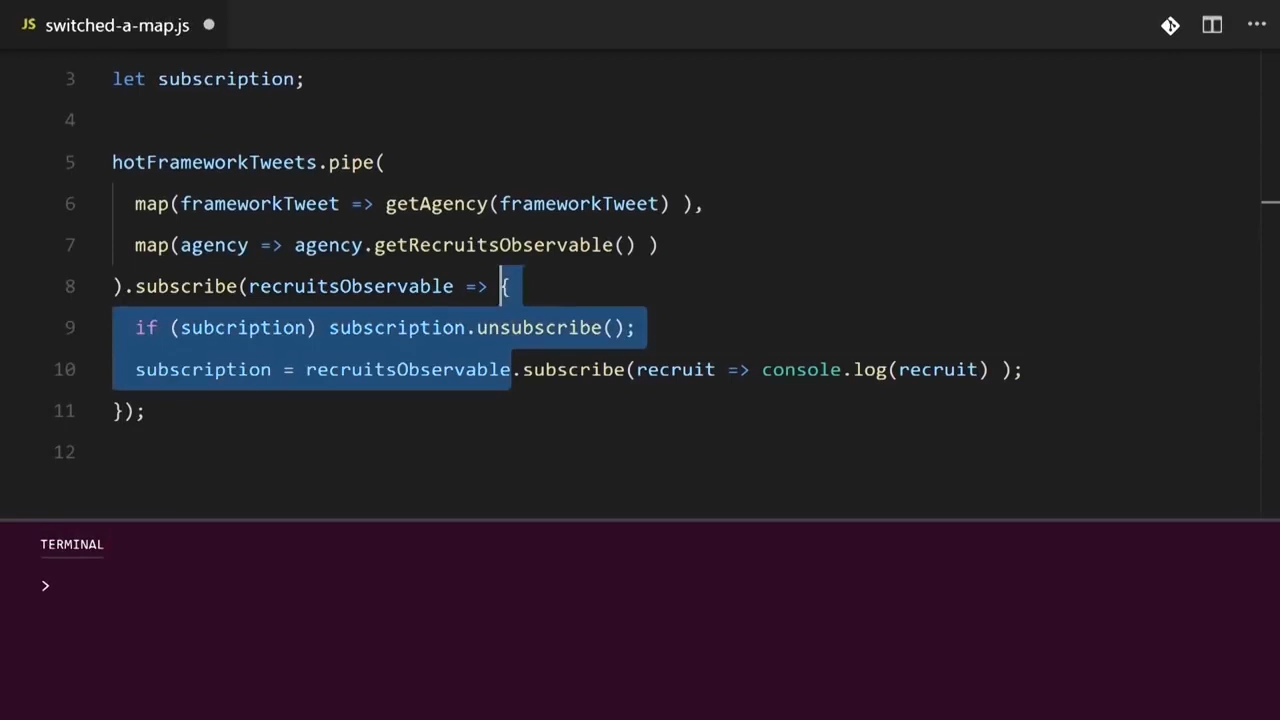 JS switched-a-map.js
3 let subscription;
4
5 hotFrameworkTweets.pipe(
6 map(frameworkTweet => getAgency(frameworkTweet) ),
7 map(agency => agency.getRecruitsObservable() )
8 ).subscribe(recruitsObservable => {
9 if (subcription) subscription.unsubscribe();
10 subscription = recruitsObservable.subscribe(recruit => console.log(recruit) );
11 });
12
TERMINAL
>